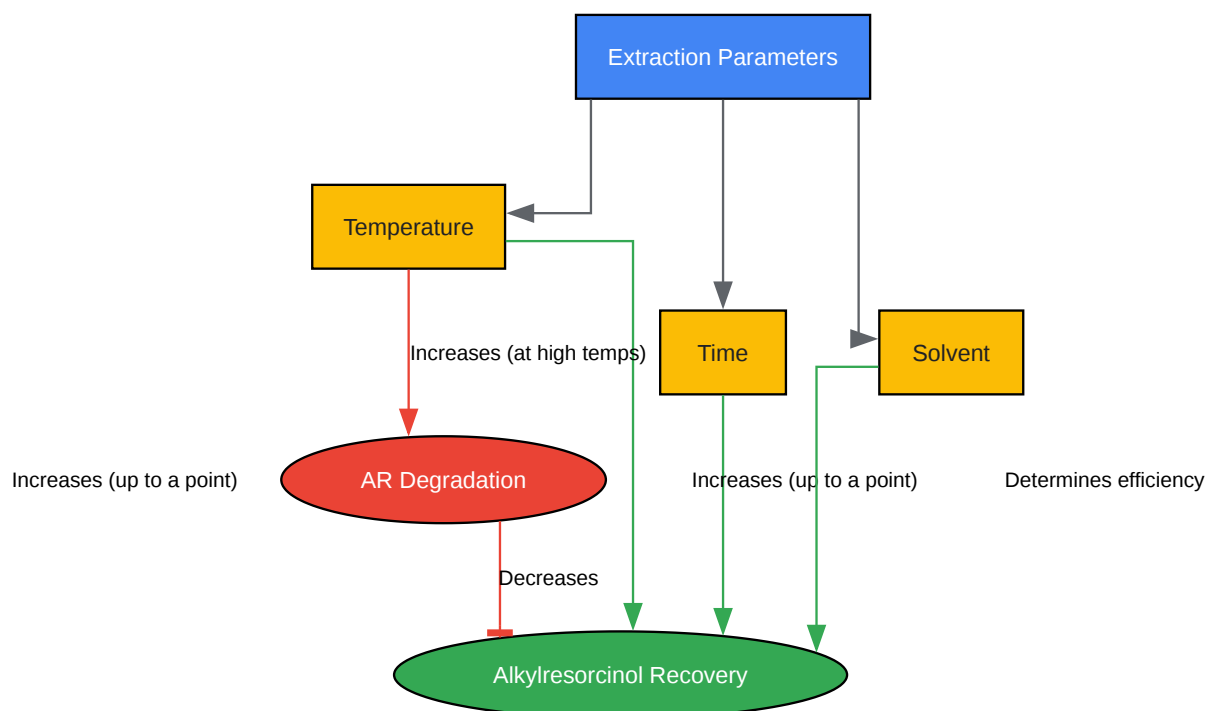 Extraction Parameters
Temperature
Increases (at high temps)
Time
Solvent
Increases (up to a point)
AR Degradation
Increases (up to a point)
Determines efficiency
Decreases
Alkylresorcinol Recovery